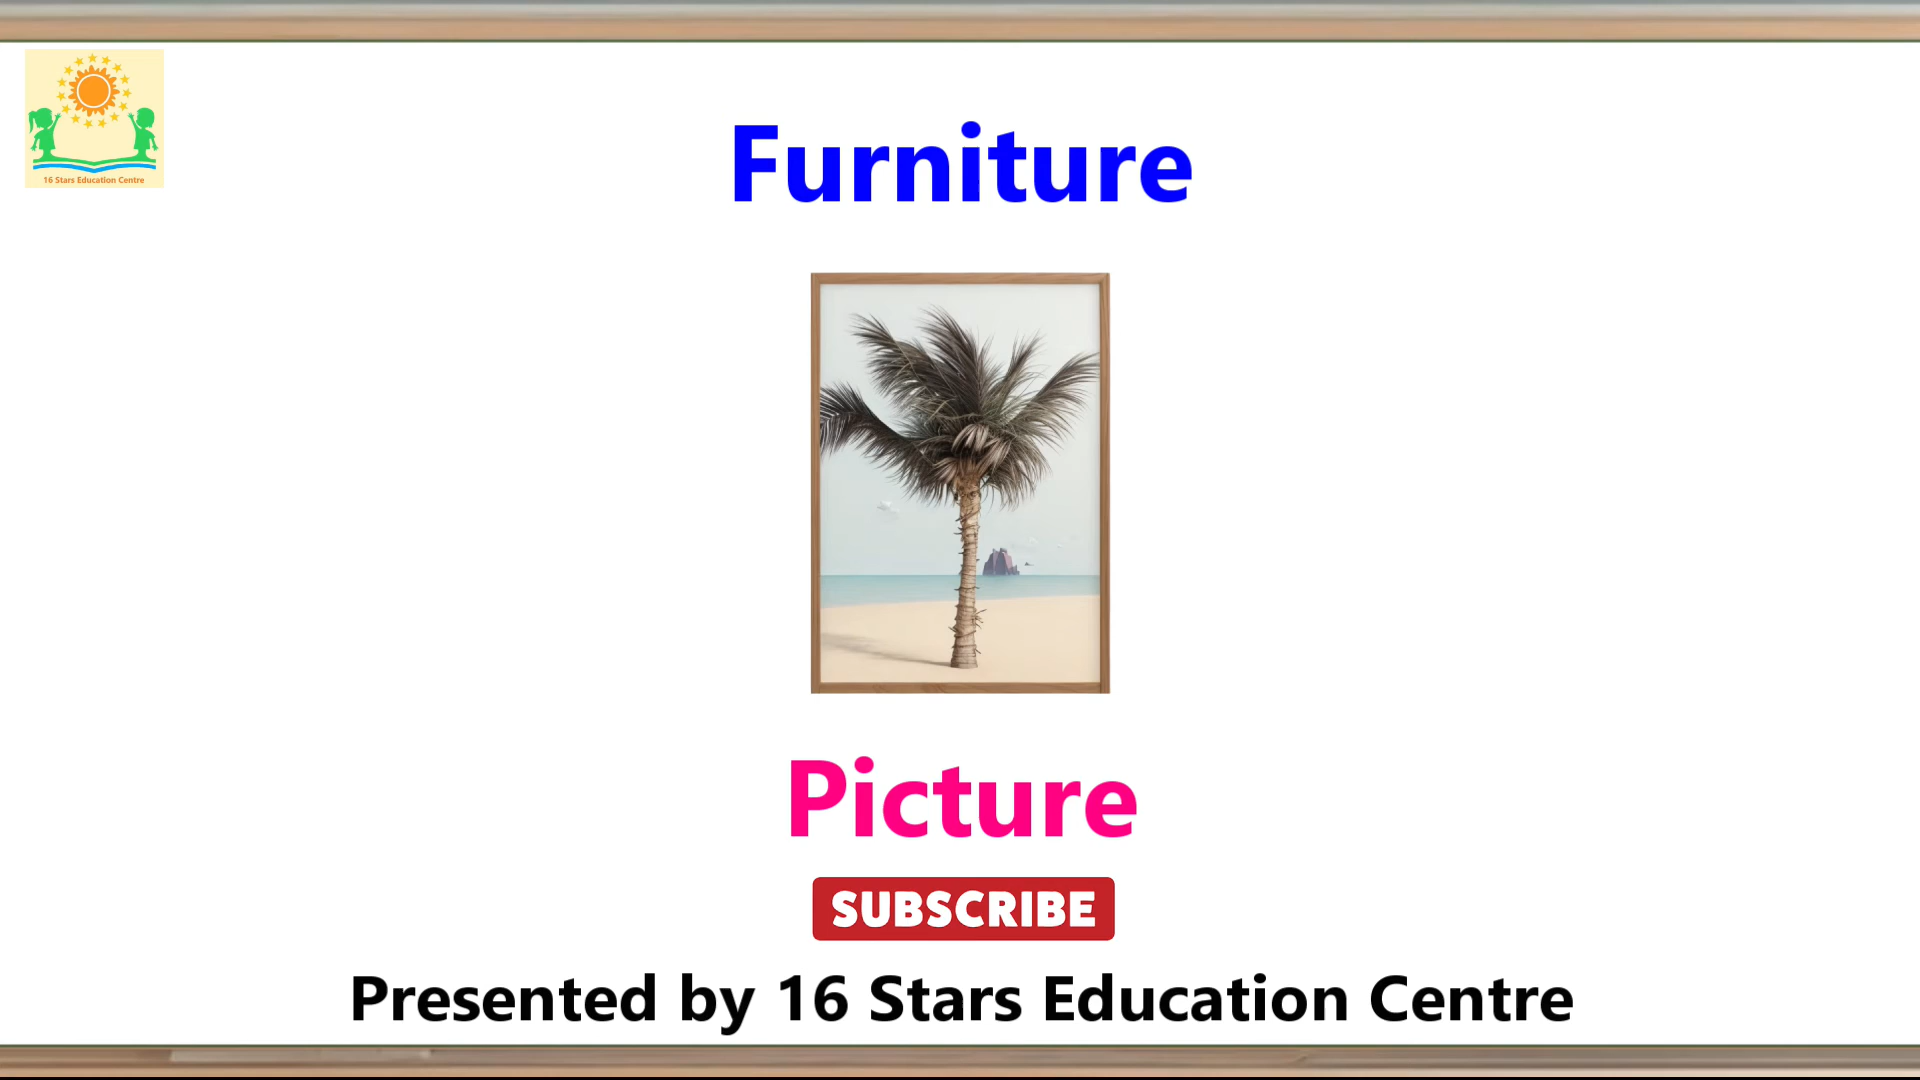 16 Stars Education Centre
Furniture
Picture
SUBSCRIBE
Presented by 16 Stars Education Centre